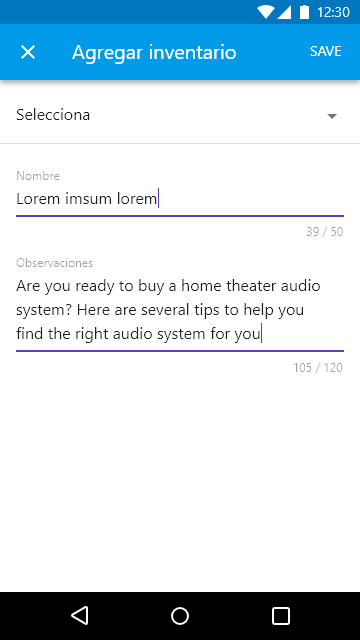 12:30
Agregar inventario
SAVE
Selecciona
Nombre
Lorem imsum lorem
39 / 50
Observaciones
Are you ready to buy a home theater audio
system? Here are several tips to help you
find the right audio system for you
105 / 120